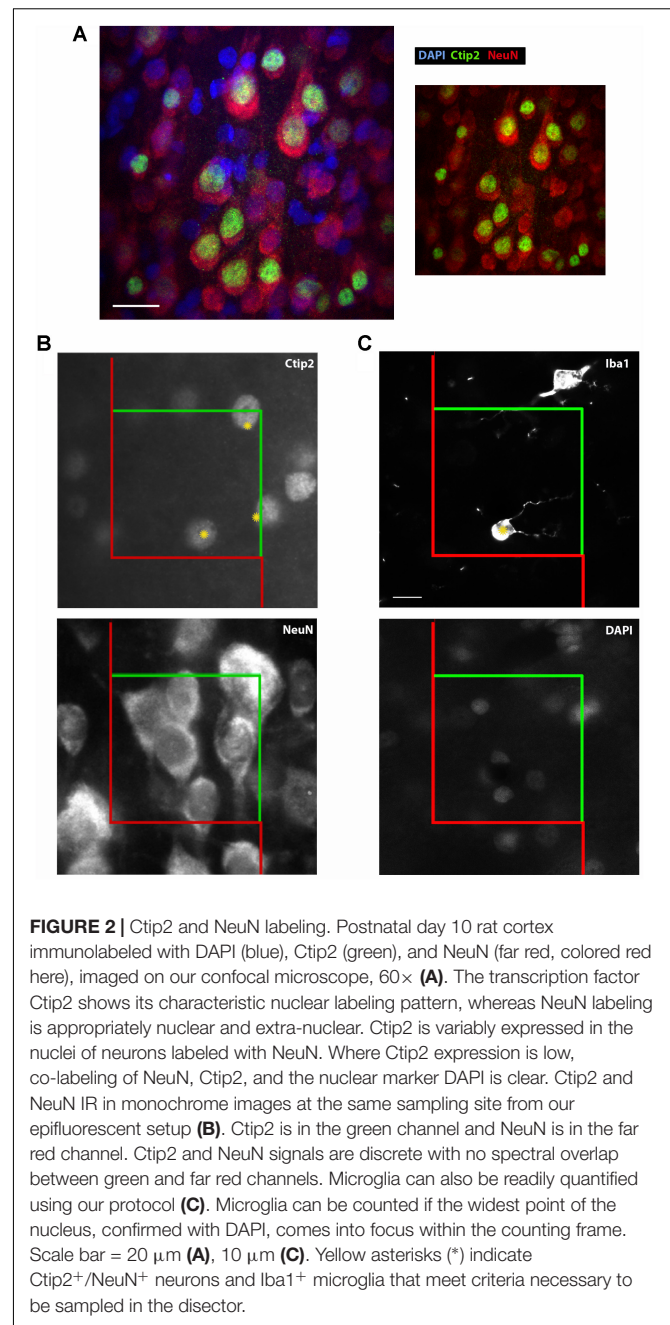 A
DAPI Ctip2 NeuN
B
C
Ctip2
Iba1
NeuN
DAPI
FIGURE 2 | Ctip2 and NeuN labeling. Postnatal day 10 rat cortex
immunolabeled with DAPI (blue), Ctip2 (green), and NeuN (far red, colored red
here), imaged on our confocal microscope, 60× (A). The transcription factor
Ctip2 shows its characteristic nuclear labeling pattern, whereas NeuN labeling
is appropriately nuclear and extra-nuclear. Ctip2 is variably expressed in the
nuclei of neurons labeled with NeuN. Where Ctip2 expression is low,
co-labeling of NeuN, Ctip2, and the nuclear marker DAPI is clear. Ctip2 and
NeuN IR in monochrome images at the same sampling site from our
epifluorescent setup (B). Ctip2 is in the green channel and NeuN is in the far
red channel. Ctip2 and NeuN signals are discrete with no spectral overlap
between green and far red channels. Microglia can also be readily quantified
using our protocol (C). Microglia can be counted if the widest point of the
nucleus, confirmed with DAPI, comes into focus within the counting frame.
Scale bar = 20 μm (A), 10 μm (C). Yellow asterisks (*) indicate
Ctip2⁺/NeuN⁺ neurons and Iba1⁺ microglia that meet criteria necessary to
be sampled in the disector.